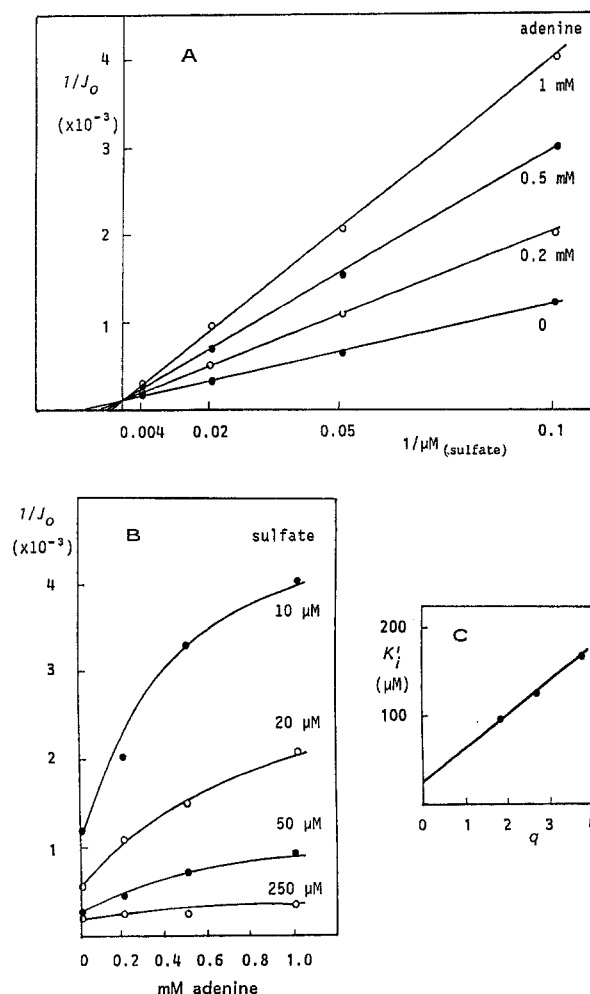 A
adenine
1/Jo
(x10⁻³)
4
3
2
1
1 mM
0.5 mM
0.2 mM
0
0.004
0.02
0.05
0.1
1/μM (sulfate)
B
1/Jo
(x10⁻³)
sulfate
4
3
2
1
10 μM
20 μM
50 μM
250 μM
0
0.2
0.4
0.6
0.8
1.0
mM adenine
C
200
K'i
(μM)
100
0
1
2
3
4
q